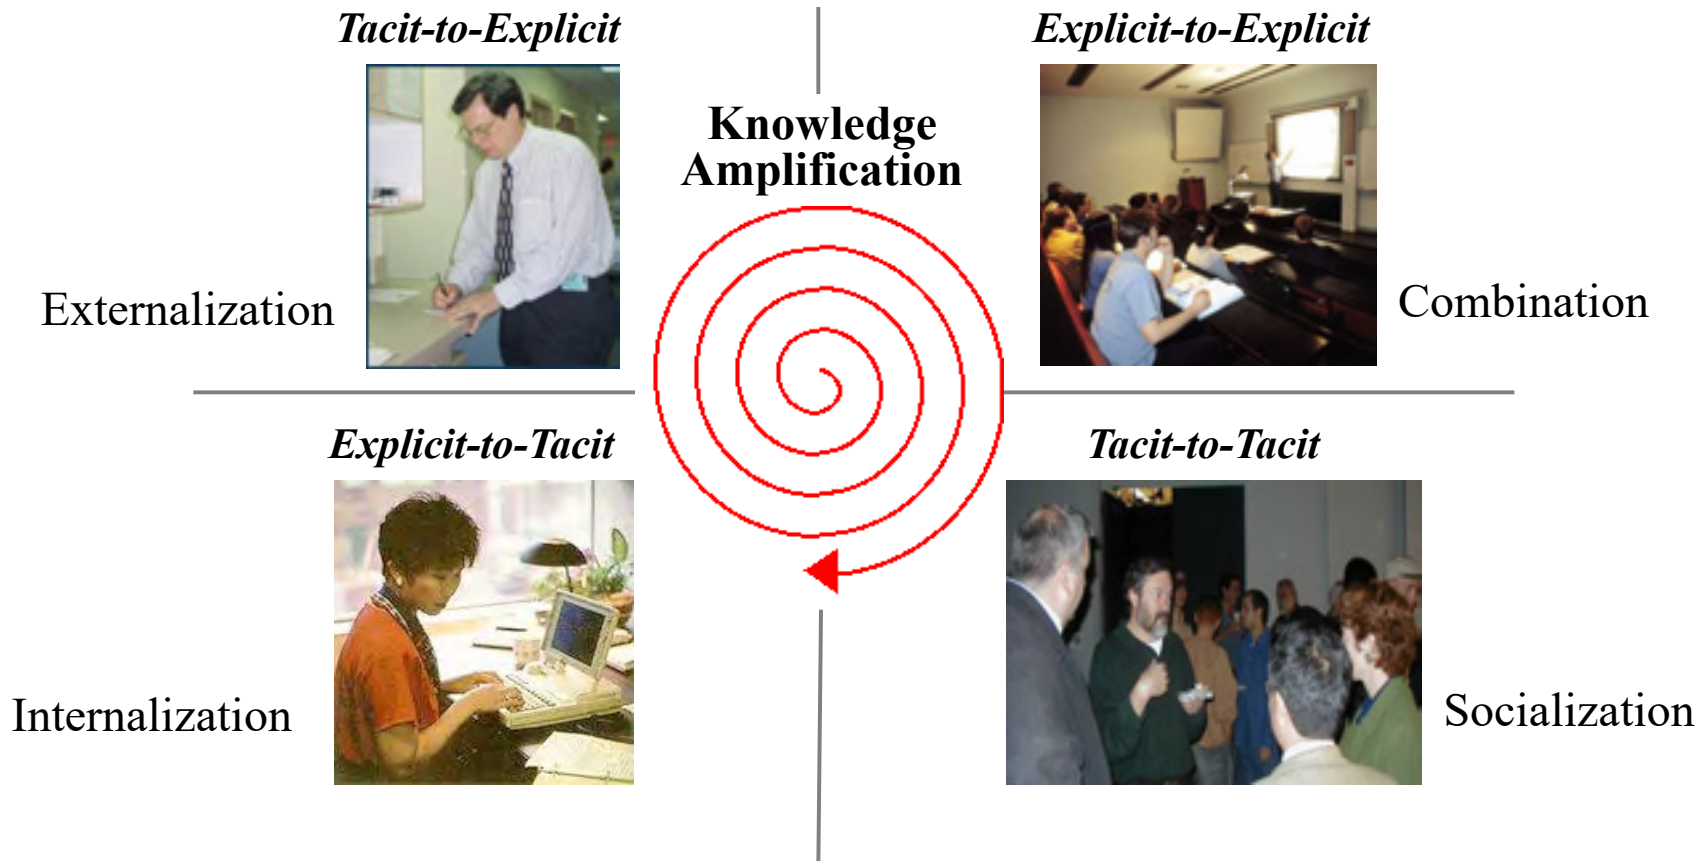 Tacit-to-Explicit
Explicit-to-Explicit
Knowledge
Amplification
Externalization
Combination
Explicit-to-Tacit
Tacit-to-Tacit
Internalization
Socialization